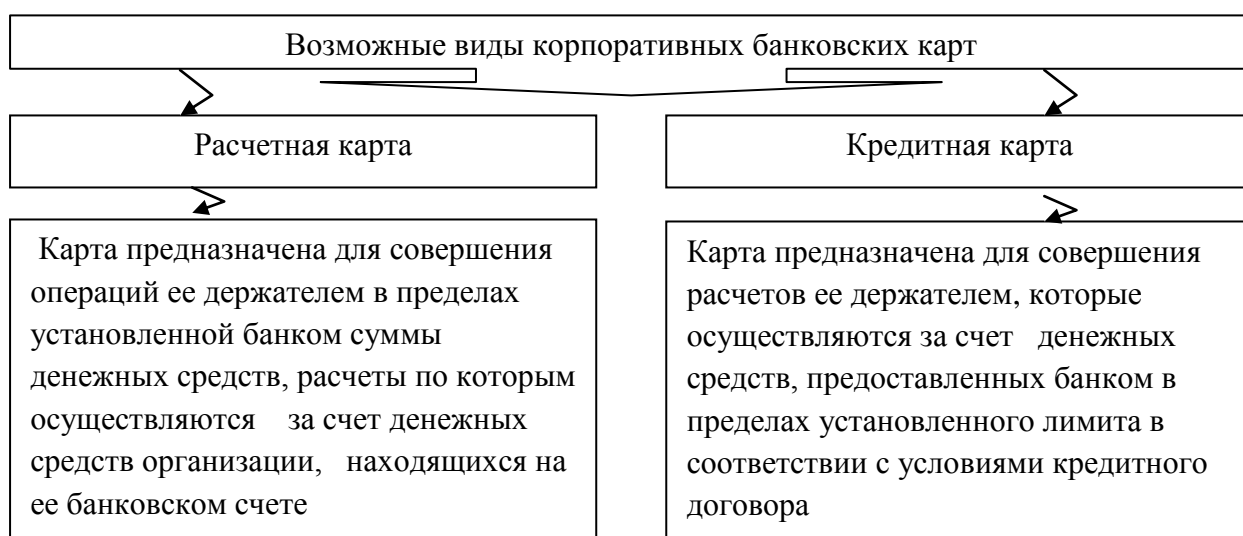 Возможные виды корпоративных банковских карт
Расчетная карта
Кредитная карта
Карта предназначена для совершения
операций ее держателем в пределах
установленной банком суммы
денежных средств, расчеты по которым
осуществляются за счет денежных
средств организации, находящихся на
ее банковском счете
Карта предназначена для совершения
расчетов ее держателем, которые
осуществляются за счет денежных
средств, предоставленных банком в
пределах установленного лимита в
соответствии с условиями кредитного
договора